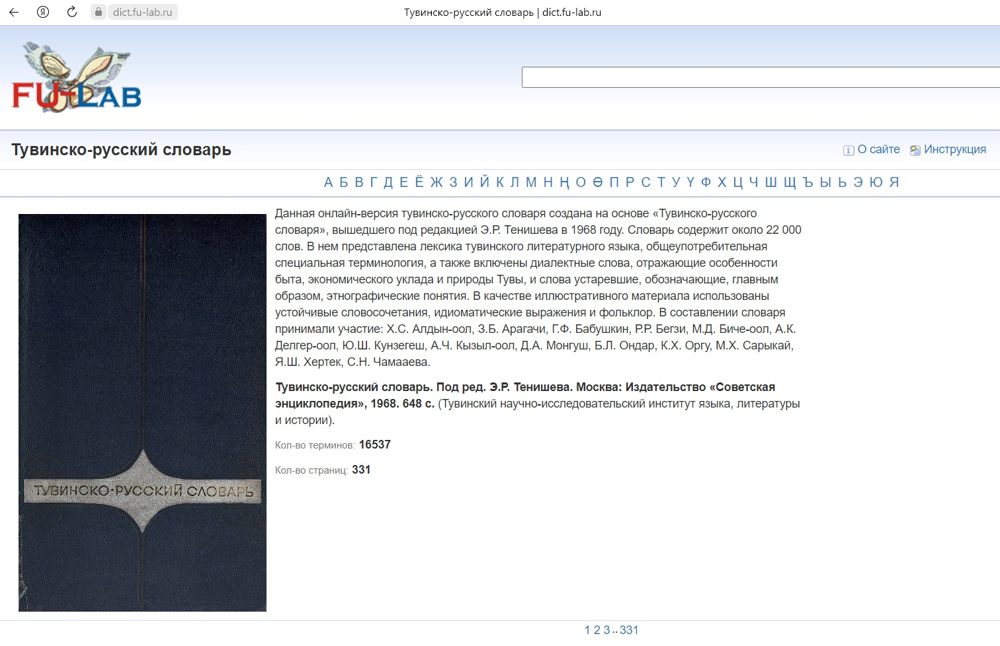 dict.fu-lab.ru
Тувинско-русский словарь | dict.fu-lab.ru
FU-LAB
Тувинско-русский словарь
О сайте Инструкция
А Б В Г Д Е Ё Ж З И Й К Л М Н Ң О Ө П Р С Т У Ү Ф Х Ц Ч Ш Щ Ъ Ы Ь Э Ю Я
Данная онлайн-версия тувинско-русского словаря создана на основе «Тувинско-русского
словаря», вышедшего под редакцией Э.Р. Тенишева в 1968 году. Словарь содержит около 22 000
слов. В нем представлена лексика тувинского литературного языка, общеупотребительная
специальная терминология, а также включены диалектные слова, отражающие особенности
быта, экономического уклада и природы Тувы, и слова устаревшие, обозначающие, главным
образом, этнографические понятия. В качестве иллюстративного материала использованы
устойчивые словосочетания, идиоматические выражения и фольклор. В составлении словаря
принимали участие: Х.С. Алдын-оол, З.Б. Арагачи, Г.Ф. Бабушкин, Р.Р. Бегзи, М.Д. Биче-оол, А.К.
Делгер-оол, Ю.Ш. Кунзегеш, А.Ч. Кызыл-оол, Д.А. Монгуш, Б.Л. Ондар, К.Х. Оргу, М.Х. Сарыкай,
Я.Ш. Хертек, С.Н. Чамааева.
Тувинско-русский словарь. Под ред. Э.Р. Тенишева. Москва: Издательство «Советская
энциклопедия», 1968. 648 с. (Тувинский научно-исследовательский институт языка, литературы
и истории).
Кол-во терминов: 16537
Кол-во страниц: 331
ТУВИНСКО-РУССКИЙ СЛОВАРЬ
1 2 3 .. 331